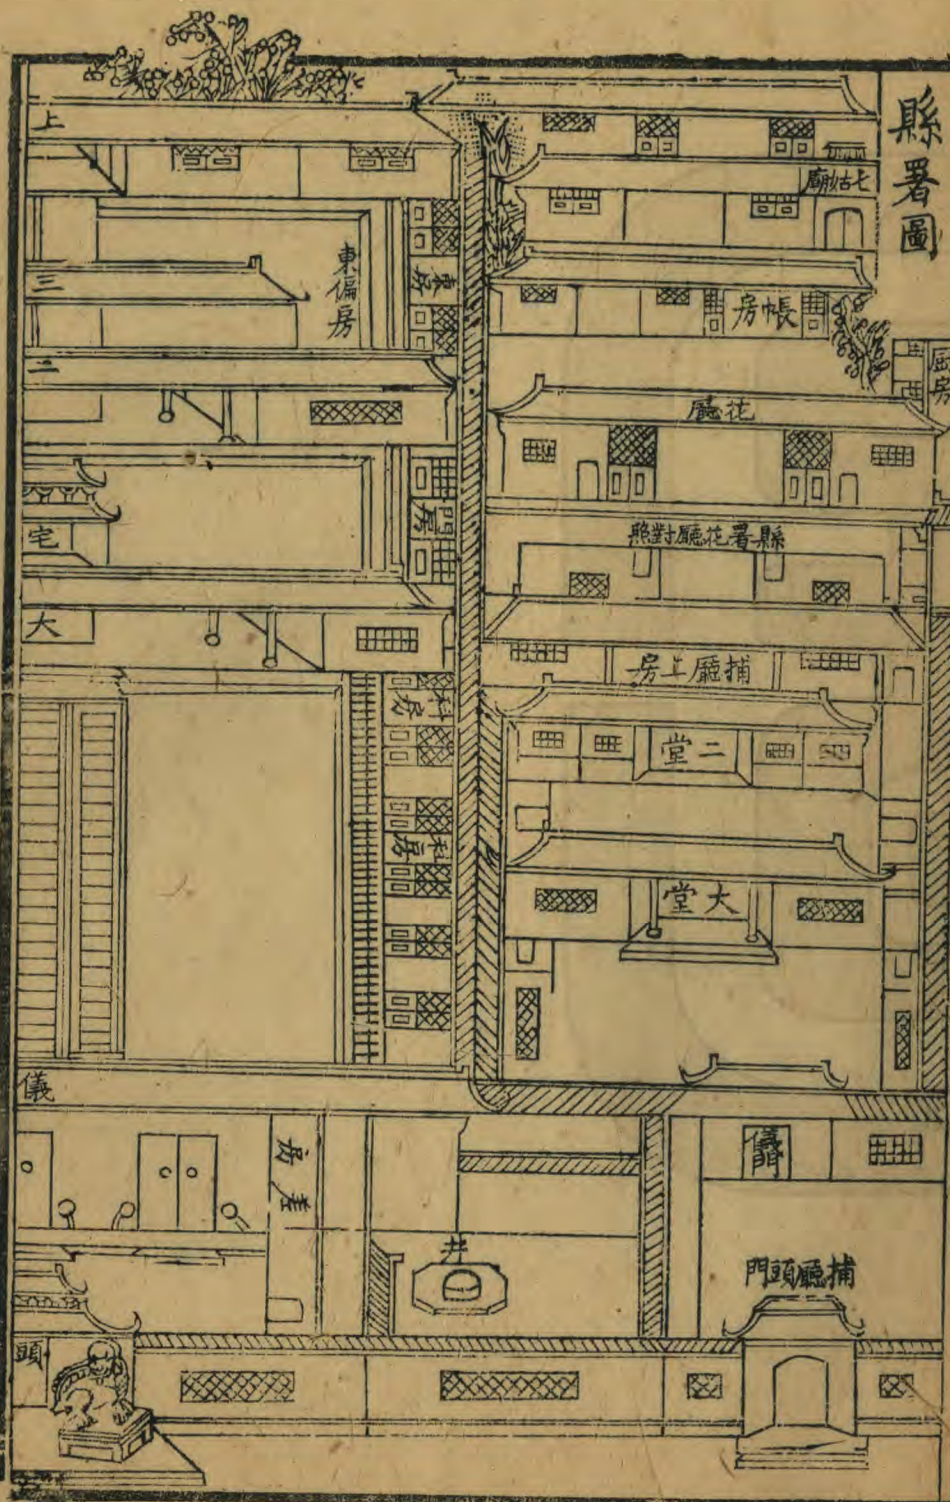 縣署圖
七姑廟
帳房
厨房
花廳
縣署花廳對照
捕廳上房
二堂
大堂
儀門
捕廳頭門
上
東房
東偏房
三
二
門房
宅
大
科房
科房
儀
差房
井
頭